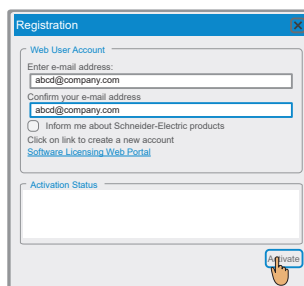 Registration
Web User Account
Enter e-mail address:
abcd@company.com
Confirm your e-mail address
abcd@company.com
Inform me about Schneider-Electric products
Click on link to create a new account
Software Licensing Web Portal
Activation Status
Activate